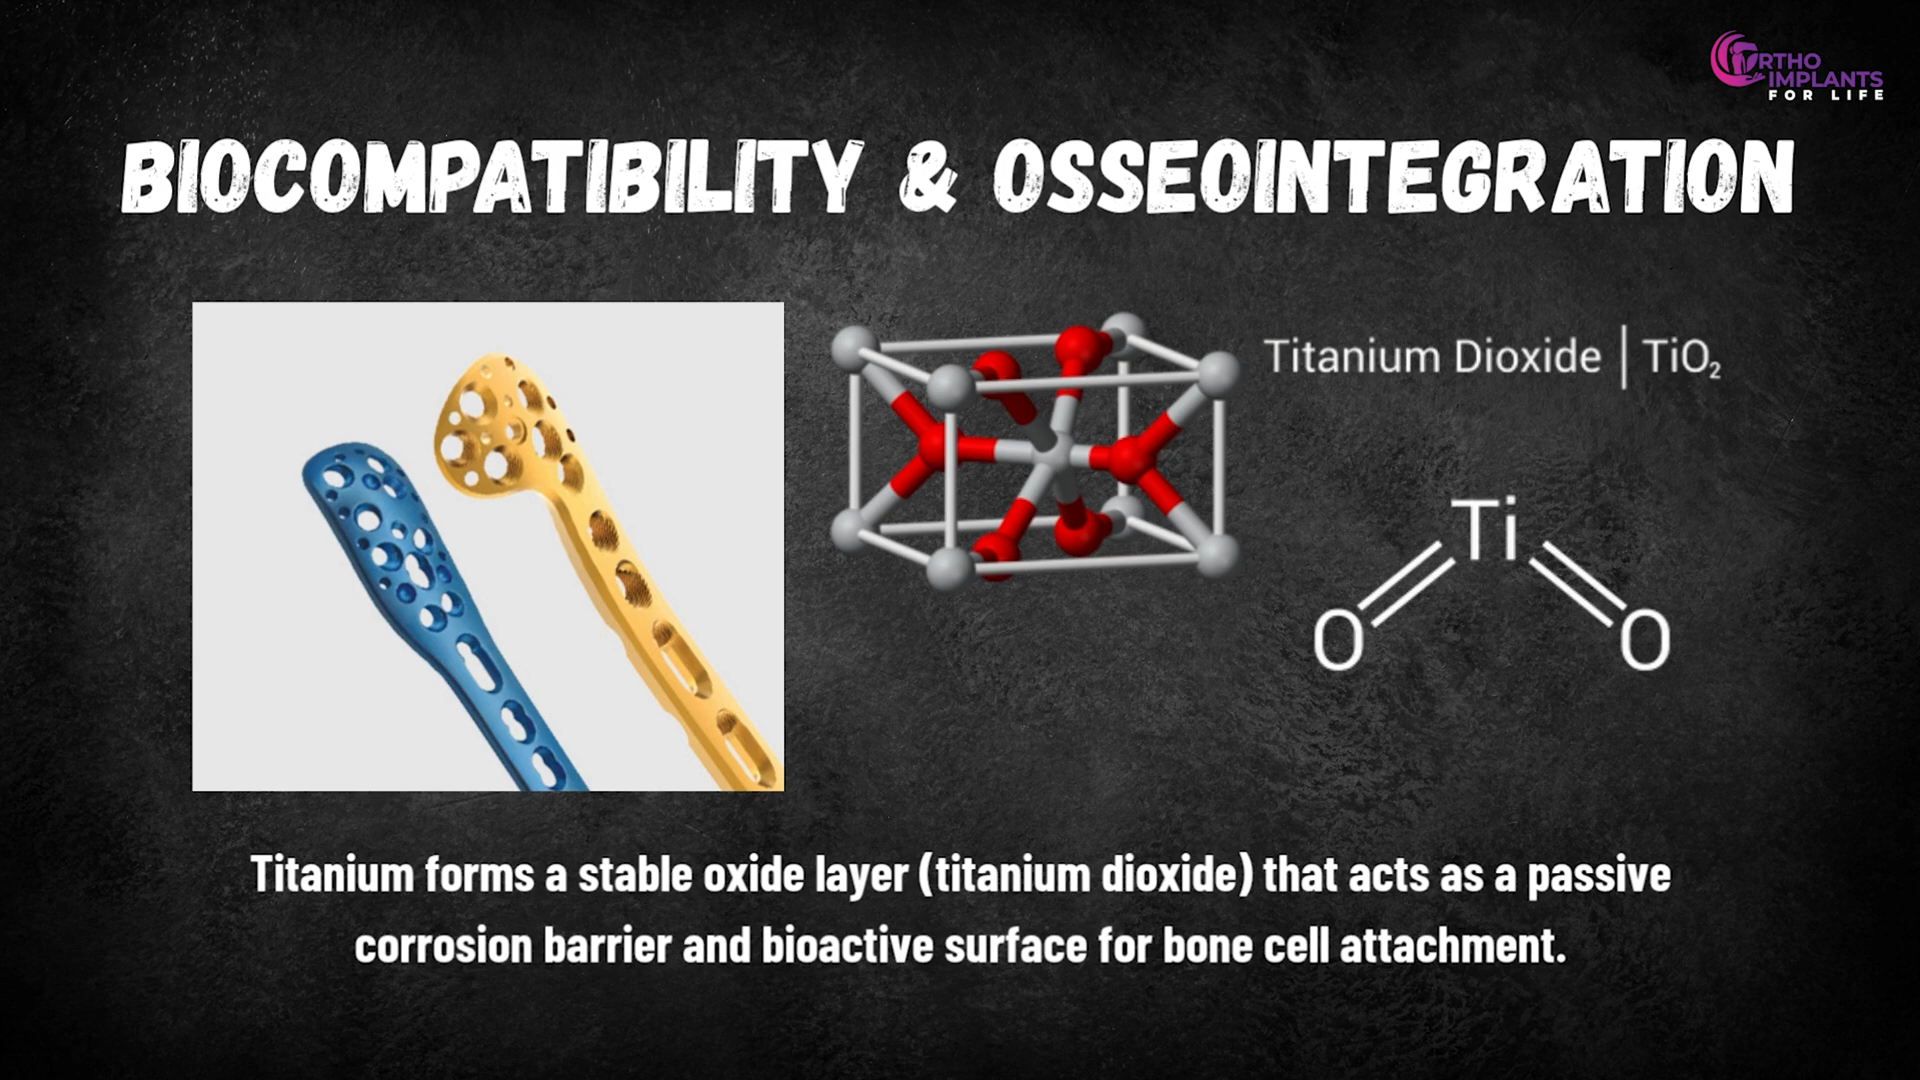 ORTHO
IMPLANTS
FOR LIFE
BIOCOMPATIBILITY & OSSEOINTEGRATION
Titanium Dioxide | TiO₂
Ti
O O
Titanium forms a stable oxide layer (titanium dioxide) that acts as a passive
corrosion barrier and bioactive surface for bone cell attachment.